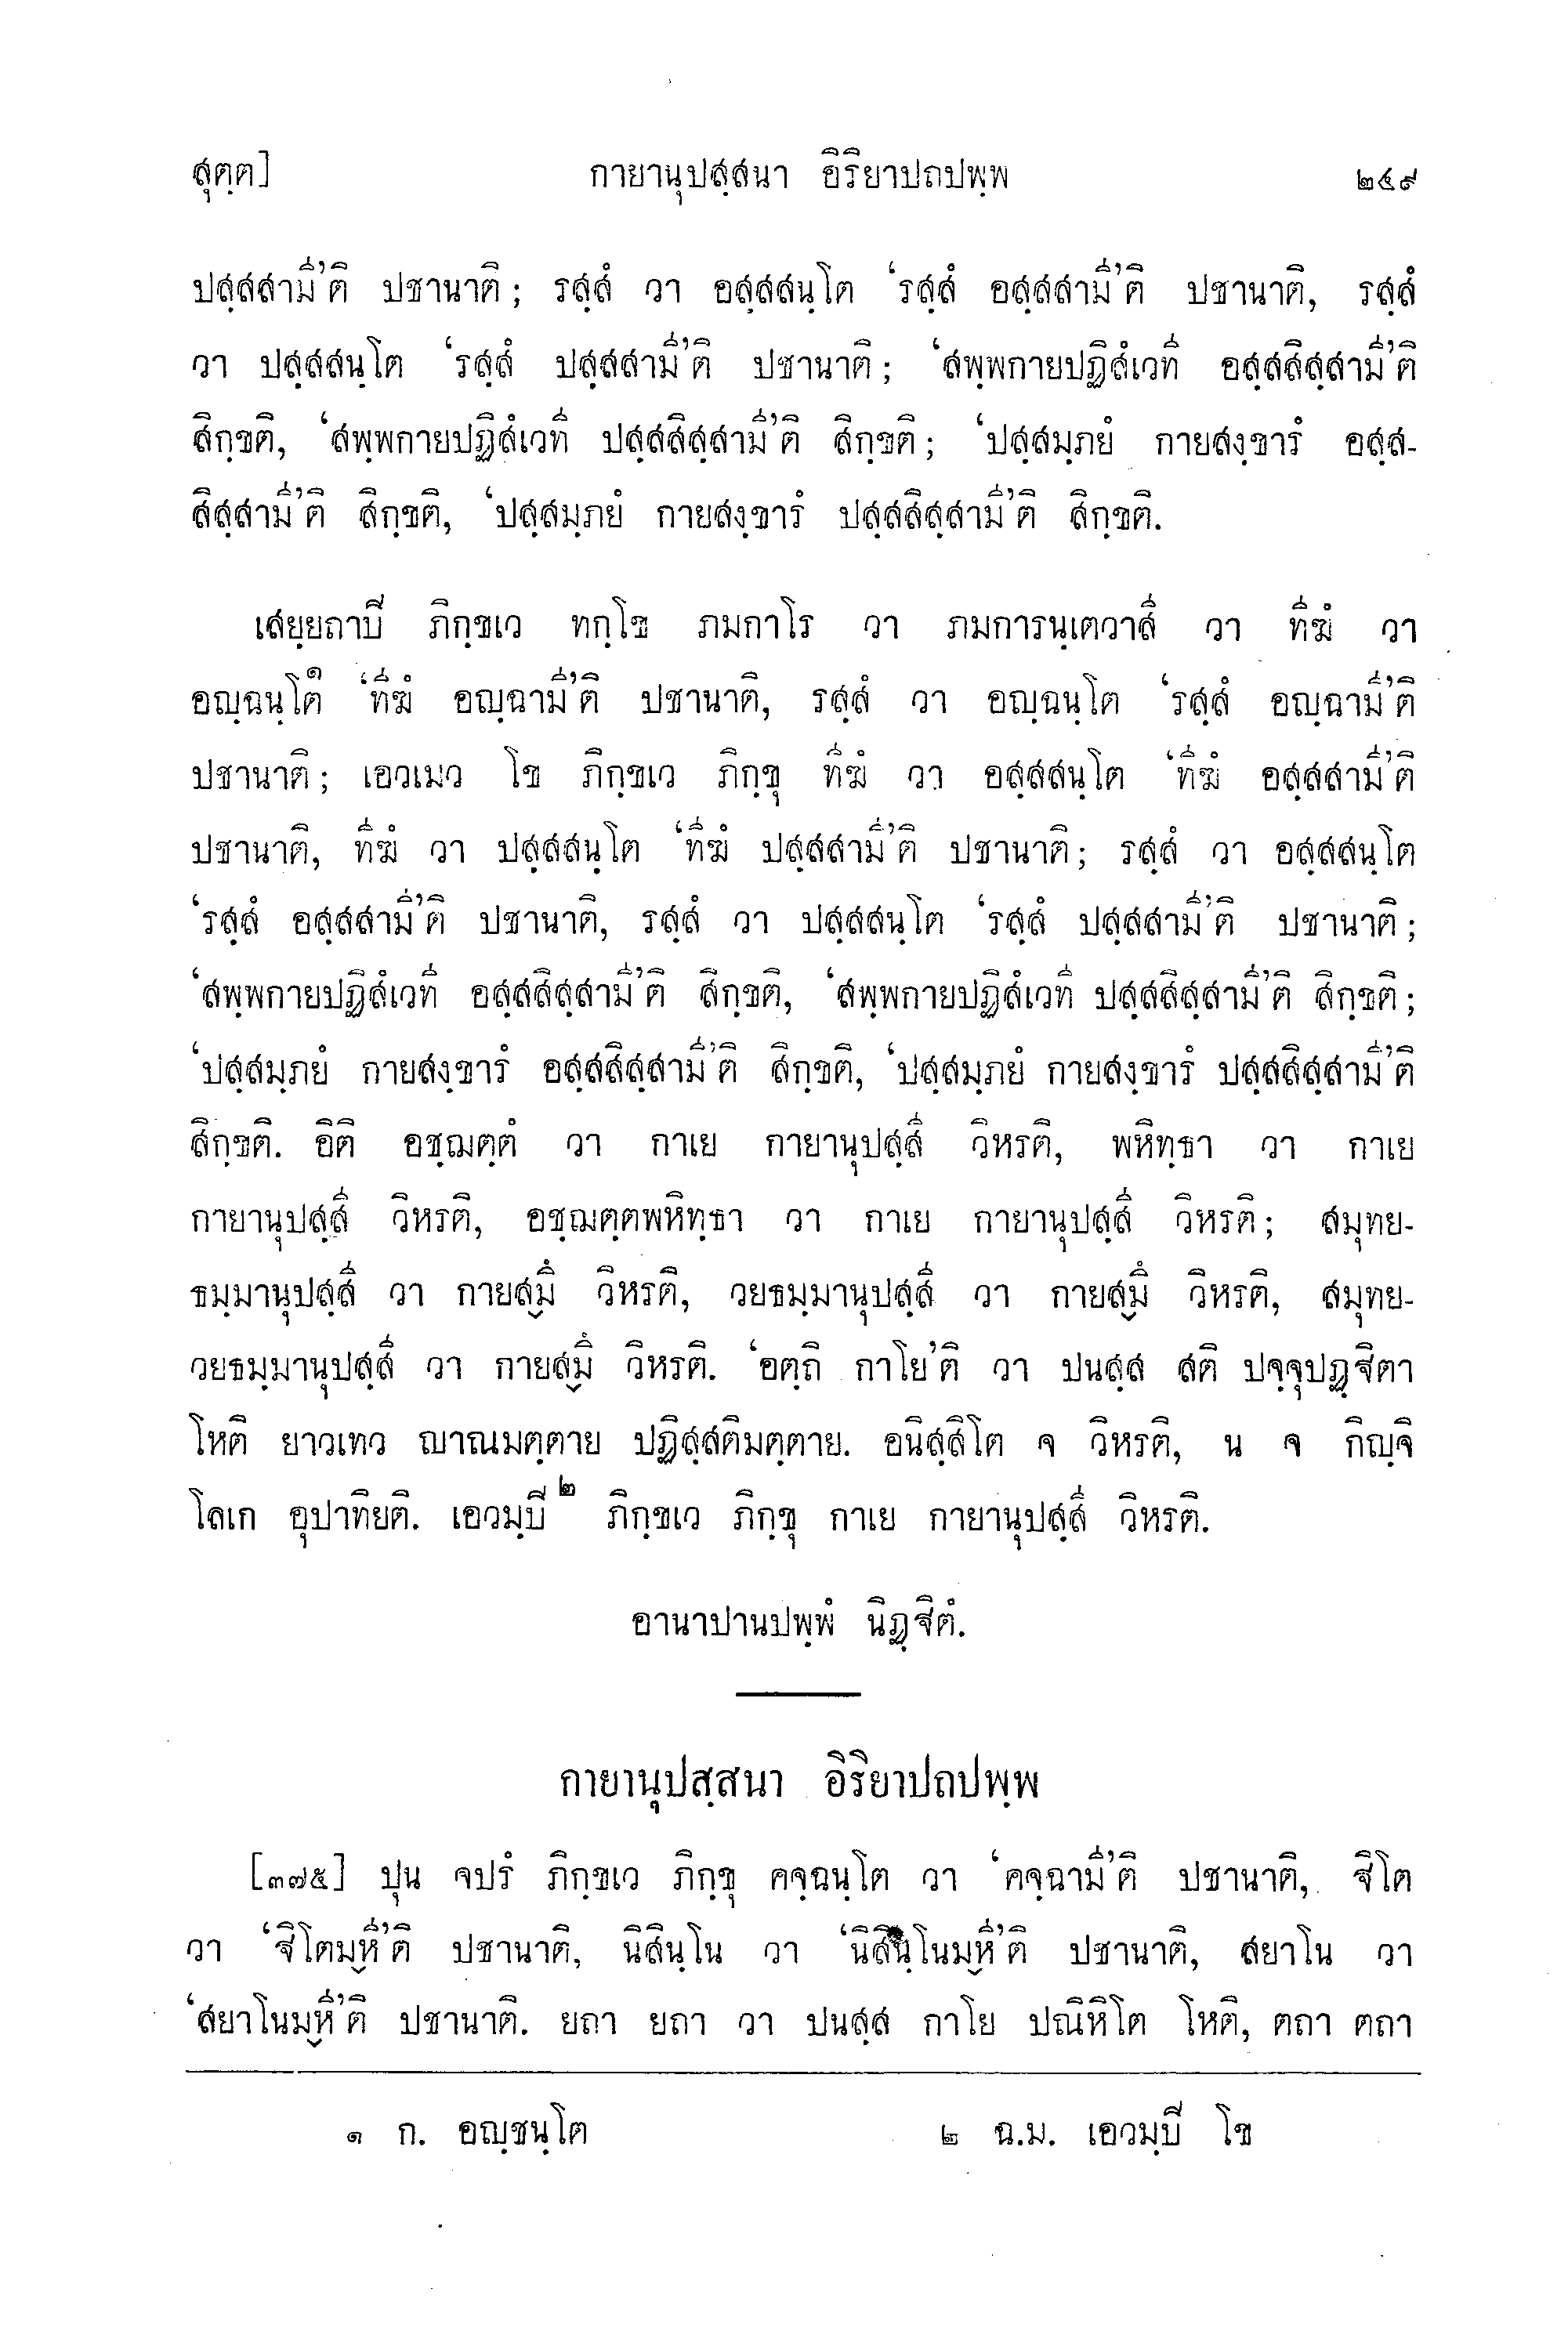 สุตฺต] กายานุปสฺสนา อิริยาปถปพฺพ ๒๔๙
ปสฺสสามี’ติ ปชานาติ; รสฺสํ วา อสฺสสนฺโต ‘รสฺสํ อสฺสสามี’ติ ปชานาติ, รสฺสํ
วา ปสฺสสนฺโต ‘รสฺสํ ปสฺสสามี’ติ ปชานาติ; ‘สพฺพกายปฏิสํเวที อสฺสสิสฺสามี’ติ
สิกฺขติ, ‘สพฺพกายปฏิสํเวที ปสฺสสิสฺสามี’ติ สิกฺขติ; ‘ปสฺสมฺภยํ กายสงฺขารํ อสฺส-
สิสฺสามี’ติ สิกฺขติ, ‘ปสฺสมฺภยํ กายสงฺขารํ ปสฺสสิสฺสามี’ติ สิกฺขติ.
เสยฺยถาปี ภิกฺขเว ทกฺโข ภมกาโร วา ภมการนฺเตวาสี วา ทีฆํ วา
อญฺฉนฺโต๑ ‘ทีฆํ อญฺฉามี’ติ ปชานาติ, รสฺสํ วา อญฺฉนฺโต ‘รสฺสํ อญฺฉามี’ติ
ปชานาติ; เอวเมว โข ภิกฺขเว ภิกฺขุ ทีฆํ วา อสฺสสนฺโต ‘ทีฆํ อสฺสสามี’ติ
ปชานาติ, ทีฆํ วา ปสฺสสนฺโต ‘ทีฆํ ปสฺสสามี’ติ ปชานาติ; รสฺสํ วา อสฺสสนฺโต
‘รสฺสํ อสฺสสามี’ติ ปชานาติ, รสฺสํ วา ปสฺสสนฺโต ‘รสฺสํ ปสฺสสามี’ติ ปชานาติ;
‘สพฺพกายปฏิสํเวที อสฺสสิสฺสามี’ติ สิกฺขติ, ‘สพฺพกายปฏิสํเวที ปสฺสสิสฺสามี’ติ สิกฺขติ;
‘ปสฺสมฺภยํ กายสงฺขารํ อสฺสสิสฺสามี’ติ สิกฺขติ, ‘ปสฺสมฺภยํ กายสงฺขารํ ปสฺสสิสฺสามี’ติ
สิกฺขติ. อิติ อชฺฌตฺตํ วา กาเย กายานุปสฺสี วิหรติ, พหิทฺธา วา กาเย
กายานุปสฺสี วิหรติ, อชฺฌตฺตพหิทฺธา วา กาเย กายานุปสฺสี วิหรติ; สมุทย-
ธมฺมานุปสฺสี วา กายสฺมิํ วิหรติ, วยธมฺมานุปสฺสี วา กายสฺมิํ วิหรติ, สมุทย-
วยธมฺมานุปสฺสี วา กายสฺมิํ วิหรติ. ‘อตฺถิ กาโย’ติ วา ปนสฺส สติ ปจฺจุปฏฺฐิตา
โหติ ยาวเทว ญาณมตฺตาย ปฏิสฺสติมตฺตาย. อนิสฺสิโต จ วิหรติ, น จ กิญฺจิ
โลเก อุปาทิยติ. เอวมฺปี๒ ภิกฺขเว ภิกฺขุ กาเย กายานุปสฺสี วิหรติ.
อานาปานปพฺพํ นิฏฺฐิตํ.
กายานุปสฺสนา อิริยาปถปพฺพ
[๓๗๕] ปุน จปรํ ภิกฺขเว ภิกฺขุ คจฺฉนฺโต วา ‘คจฺฉามี’ติ ปชานาติ, ฐิโต
วา ‘ฐิโตมฺหี’ติ ปชานาติ, นิสินฺโน วา ‘นิสินฺโนมฺหี’ติ ปชานาติ, สยาโน วา
‘สยาโนมฺหี’ติ ปชานาติ. ยถา ยถา วา ปนสฺส กาโย ปณิหิโต โหติ, ตถา ตถา
๑ ก. อญฺชนฺโต ๒ ฉ.ม. เอวมฺปี โข